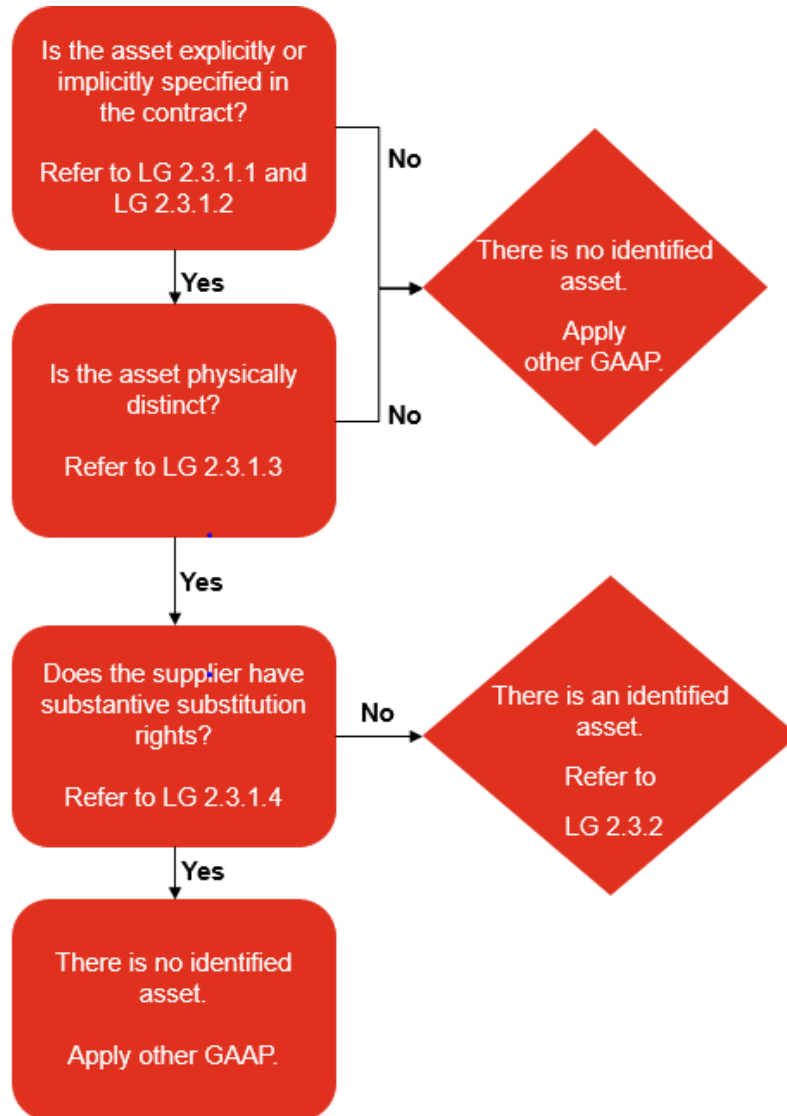 Is the asset explicitly or
implicitly specified in
the contract?
Refer to LG 2.3.1.1 and
LG 2.3.1.2
No
There is no identified
asset.
Apply
other GAAP.
Yes
Is the asset physically
distinct?
Refer to LG 2.3.1.3
No
Yes
Does the supplier have
substantive substitution
rights?
Refer to LG 2.3.1.4
No
There is an identified
asset.
Refer to
LG 2.3.2
Yes
There is no identified
asset.
Apply other GAAP.